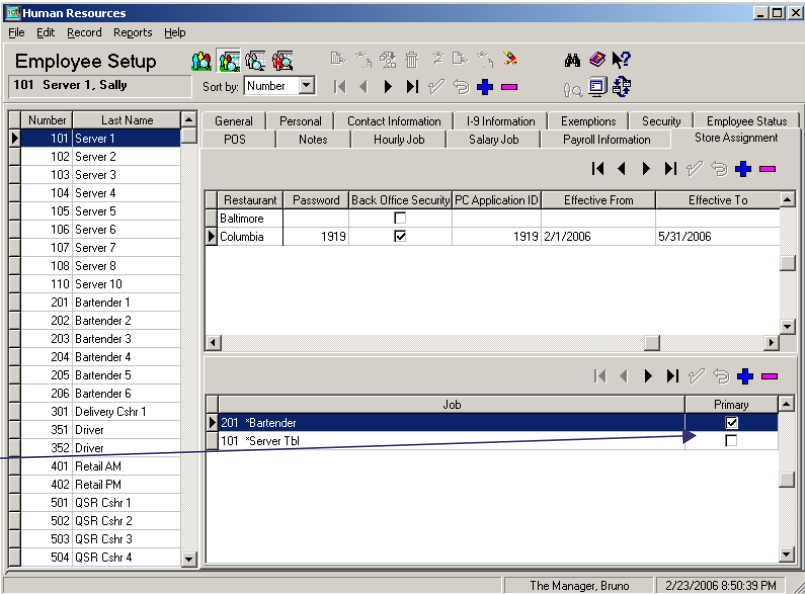 Human Resources
File Edit Record Reports Help
Employee Setup
101 Server 1, Sally
Sort by: Number
Number Last Name
101 Server 1
102 Server 2
103 Server 3
104 Server 4
105 Server 5
106 Server 6
107 Server 7
108 Server 8
110 Server 10
201 Bartender 1
202 Bartender 2
203 Bartender 3
204 Bartender 4
205 Bartender 5
206 Bartender 6
301 Delivery Cshr 1
351 Driver
352 Driver
401 Retail AM
402 Retail PM
501 QSR Cshr 1
502 QSR Cshr 2
503 QSR Cshr 3
504 QSR Cshr 4
General Personal Contact Information I-9 Information Exemptions Security Employee Status
POS Notes Hourly Job Salary Job Payroll Information Store Assignment
Restaurant Password Back Office Security PC Application ID Effective From Effective To
Baltimore
Columbia 1919 1919 2/1/2006 5/31/2006
Job Primary
201 *Bartender
101 *Server Tbl
The Manager, Bruno 2/23/2006 8:50:39 PM